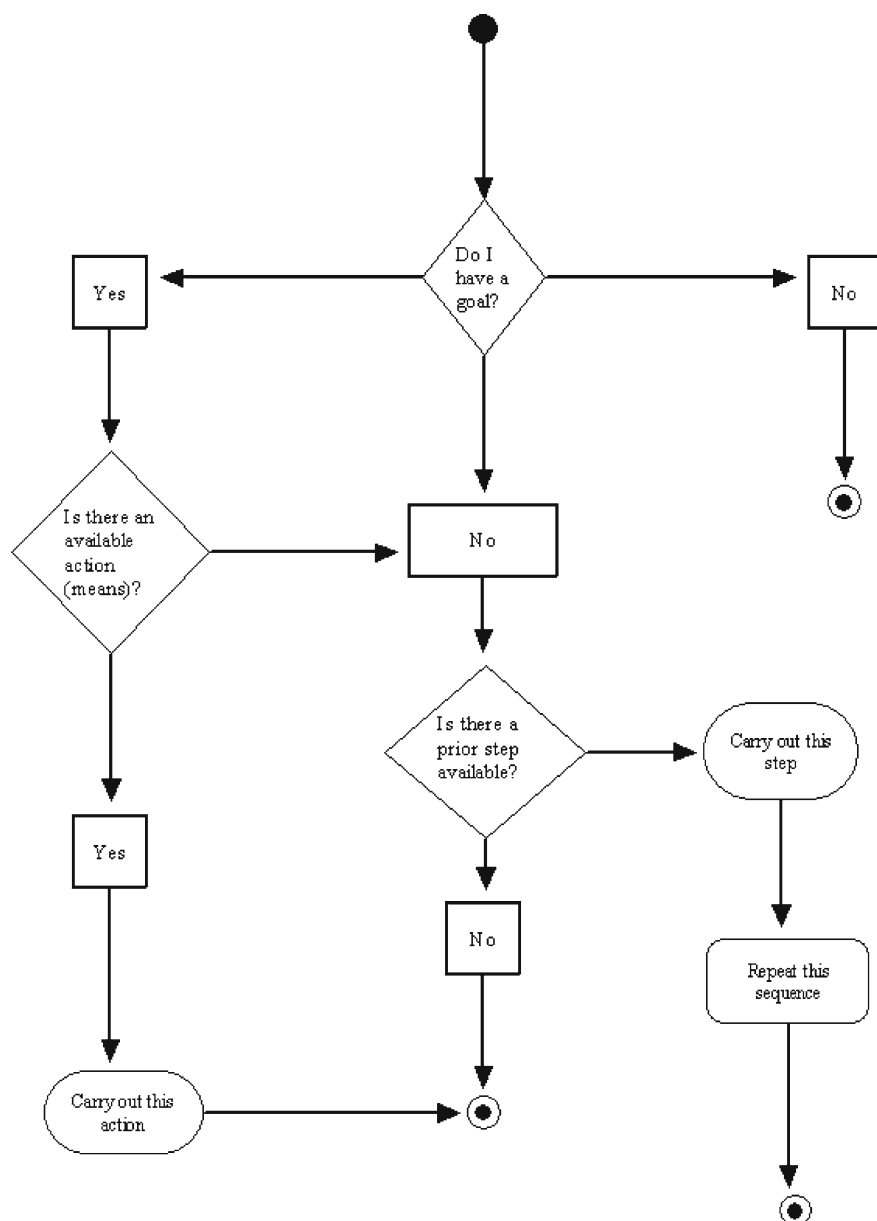 Do I
have a
goal?
Yes
No
Is there an
available
action
(means)?
No
Is there a
prior step
available?
Carry out this
step
Yes
No
Repeat this
sequence
Carry out this
action